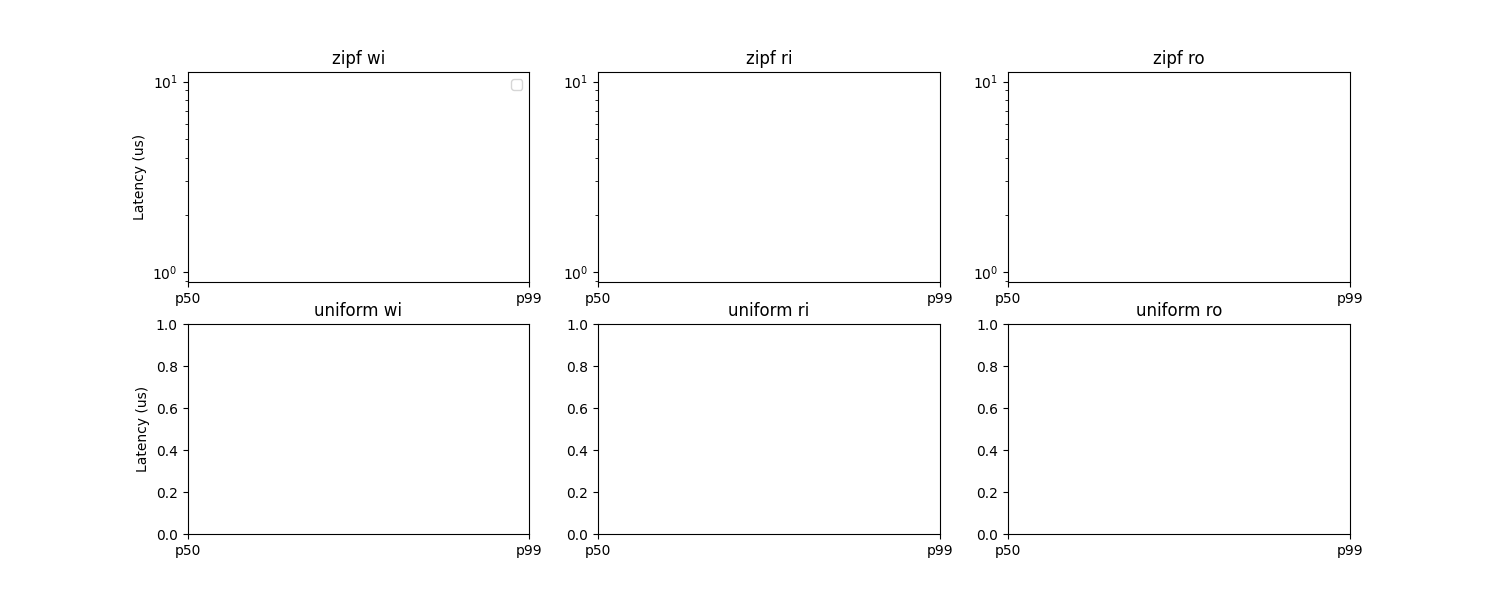 zipf wi
zipf ri
zipf ro
10¹
10¹
10¹
Latency (us)
10⁰
10⁰
10⁰
p50 p99
p50 p99
p50 p99
uniform wi
uniform ri
uniform ro
1.0
0.8
0.6
0.4
0.2
0.0
Latency (us)
1.0
0.8
0.6
0.4
0.2
0.0
1.0
0.8
0.6
0.4
0.2
0.0
p50 p99
p50 p99
p50 p99